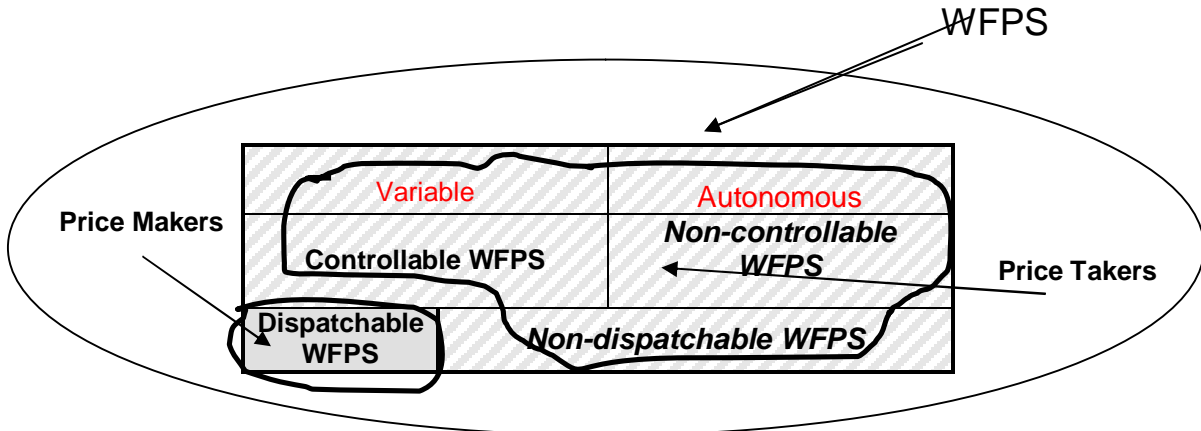 WFPS
Variable
Autonomous
Price Makers
Controllable WFPS
Non-controllable
WFPS
Price Takers
Dispatchable
WFPS
Non-dispatchable WFPS